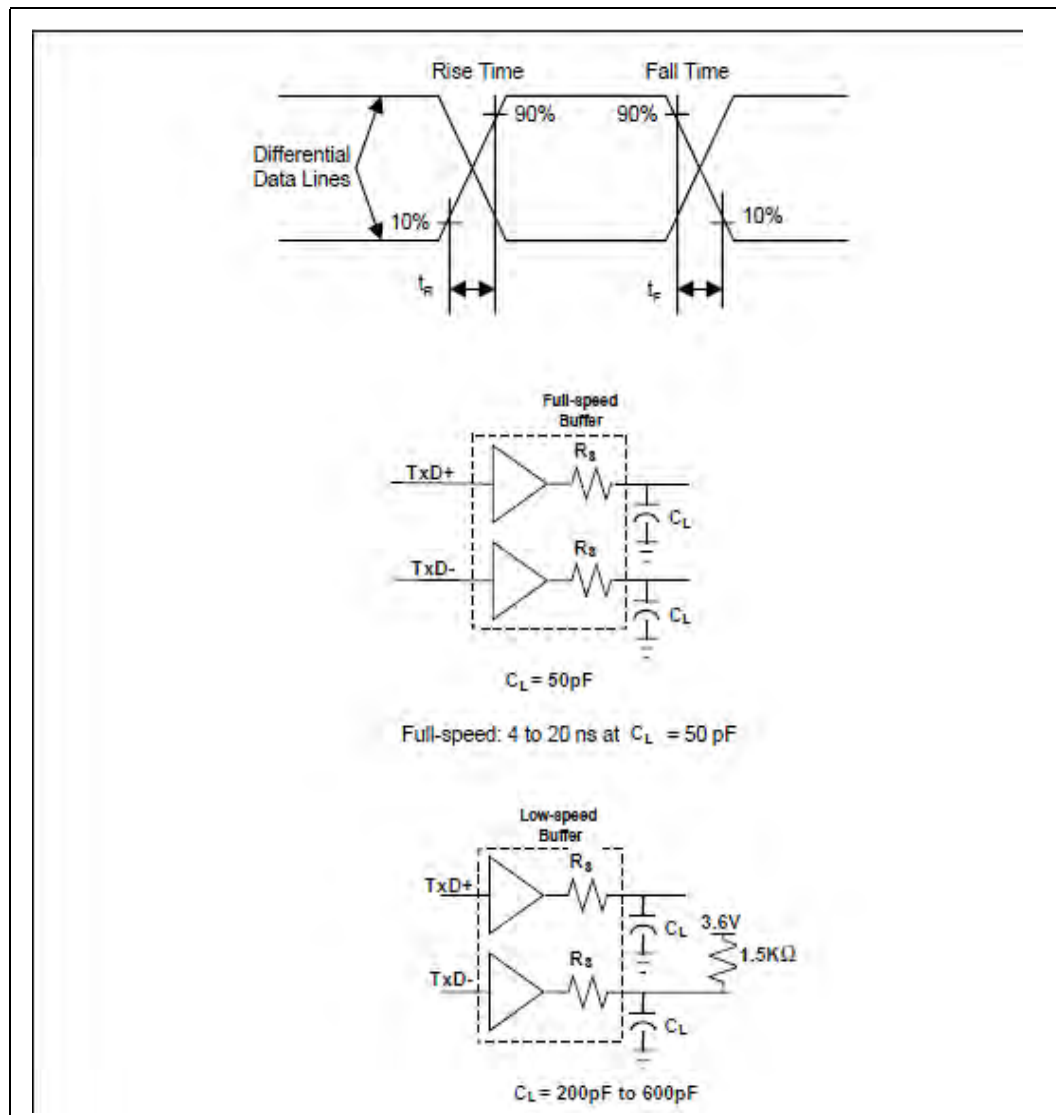 Rise Time
Fall Time
90%
90%
Differential
Data Lines
10%
10%
tR
tF
Full-speed
Buffer
TxD+
RS
CL
TxD-
RS
CL
CL = 50pF
Full-speed: 4 to 20 ns at CL = 50 pF
Low-speed
Buffer
TxD+
RS
CL
3.6V
1.5KΩ
TxD-
RS
CL
CL = 200pF to 600pF